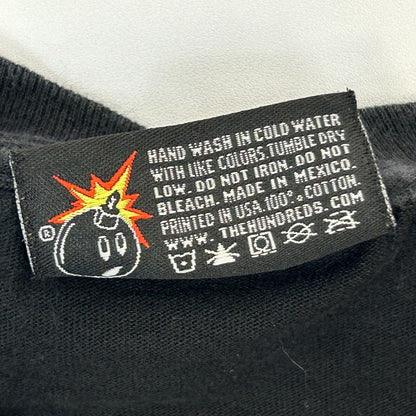 HAND WASH IN COLD WATER
WITH LIKE COLORS. TUMBLE DRY
LOW. DO NOT IRON. DO NOT
BLEACH. MADE IN MEXICO.
PRINTED IN USA. 100% COTTON.
WWW. THEHUNDREDS.COM
®